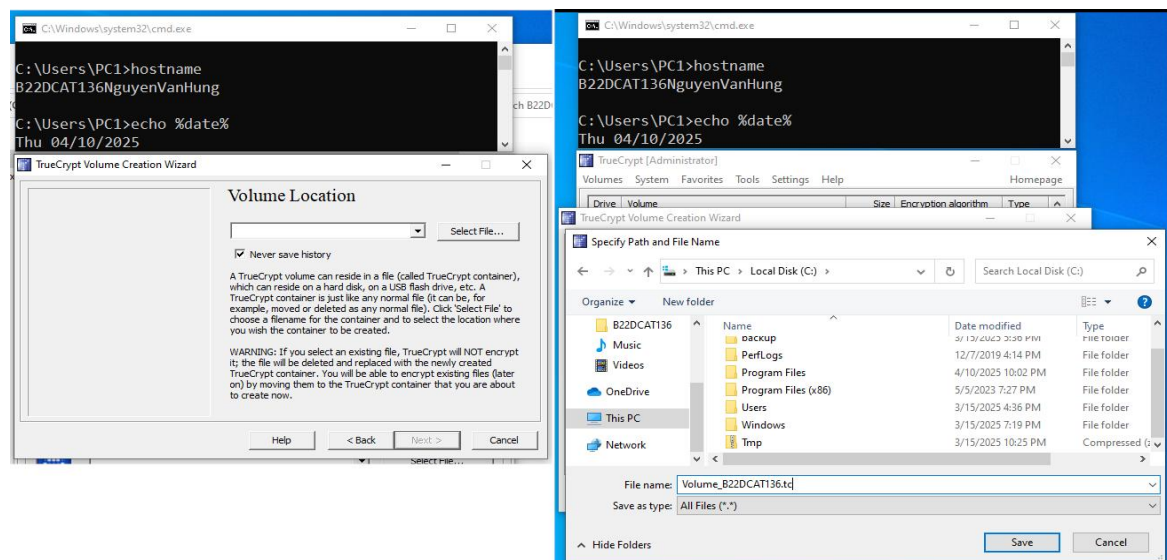 C:\Windows\system32\cmd.exe
C:\Users\PC1>hostname
B22DCAT136NguyenVanHung
C:\Users\PC1>echo %date%
Thu 04/10/2025
ch B22D
TrueCrypt Volume Creation Wizard
Volume Location
Select File...
Never save history
A TrueCrypt volume can reside in a file (called TrueCrypt container),
which can reside on a hard disk, on a USB flash drive, etc. A
TrueCrypt container is just like any normal file (it can be, for
example, moved or deleted as any normal file). Click 'Select File' to
choose a filename for the container and to select the location where
you wish the container to be created.
WARNING: If you select an existing file, TrueCrypt will NOT encrypt
it; the file will be deleted and replaced with the newly created
TrueCrypt container. You will be able to encrypt existing files (later
on) by moving them to the TrueCrypt container that you are about
to create now.
Help < Back Next > Cancel
Select File...
C:\Windows\system32\cmd.exe
C:\Users\PC1>hostname
B22DCAT136NguyenVanHung
C:\Users\PC1>echo %date%
Thu 04/10/2025
TrueCrypt [Administrator]
Volumes System Favorites Tools Settings Help Homepage
Drive Volume Size Encryption algorithm Type
TrueCrypt Volume Creation Wizard
Specify Path and File Name
This PC > Local Disk (C:) > Search Local Disk (C:)
Organize New folder
B22DCAT136
Music
Videos
OneDrive
This PC
Network
Name Date modified Type
backup 3/15/2025 5:36 PM File folder
PerfLogs 12/7/2019 4:14 PM File folder
Program Files 4/10/2025 10:02 PM File folder
Program Files (x86) 5/5/2023 7:27 PM File folder
Users 3/15/2025 4:36 PM File folder
Windows 3/15/2025 7:19 PM File folder
Tmp 3/15/2025 10:25 PM Compressed (z
File name: Volume_B22DCAT136.tc
Save as type: All Files (*.*)
Hide Folders Save Cancel